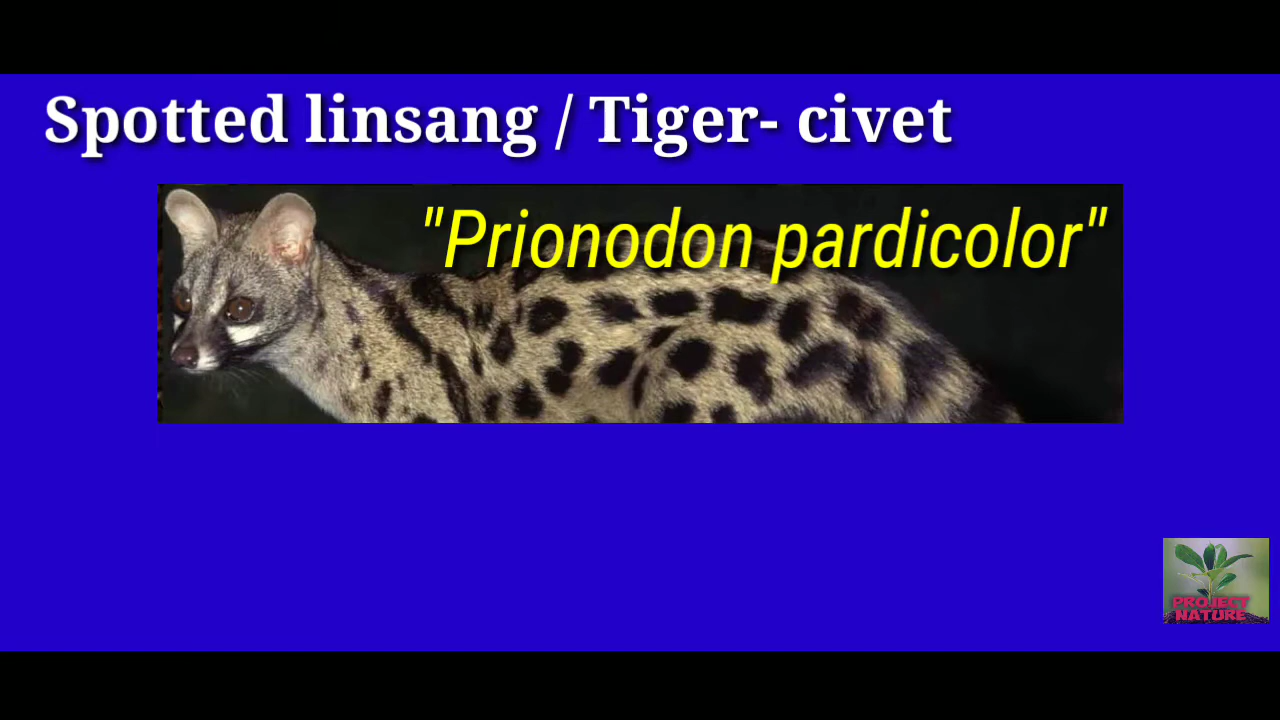 Spotted linsang / Tiger- civet
"Prionodon pardicolor"
PROJECT
NATURE